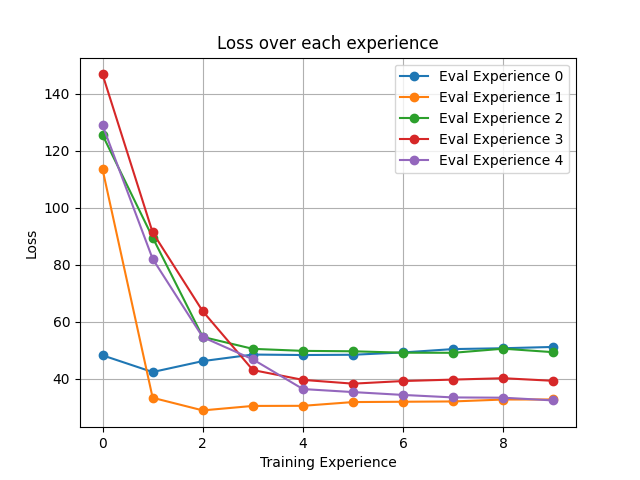 Loss over each experience
Eval Experience 0
Eval Experience 1
Eval Experience 2
Eval Experience 3
Eval Experience 4
140
120
100
80
60
40
Loss
0 2 4 6 8
Training Experience